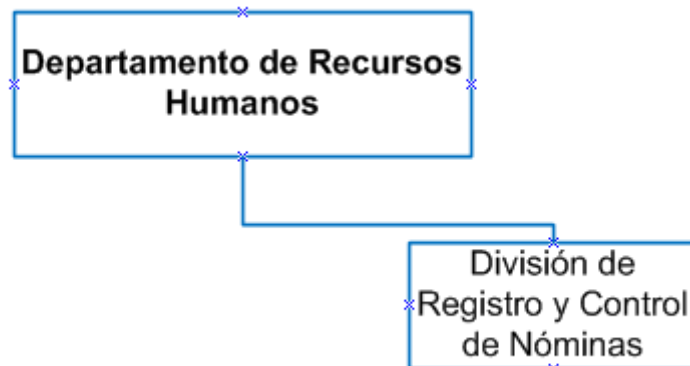 Departamento de Recursos
Humanos
División de
Registro y Control
de Nóminas